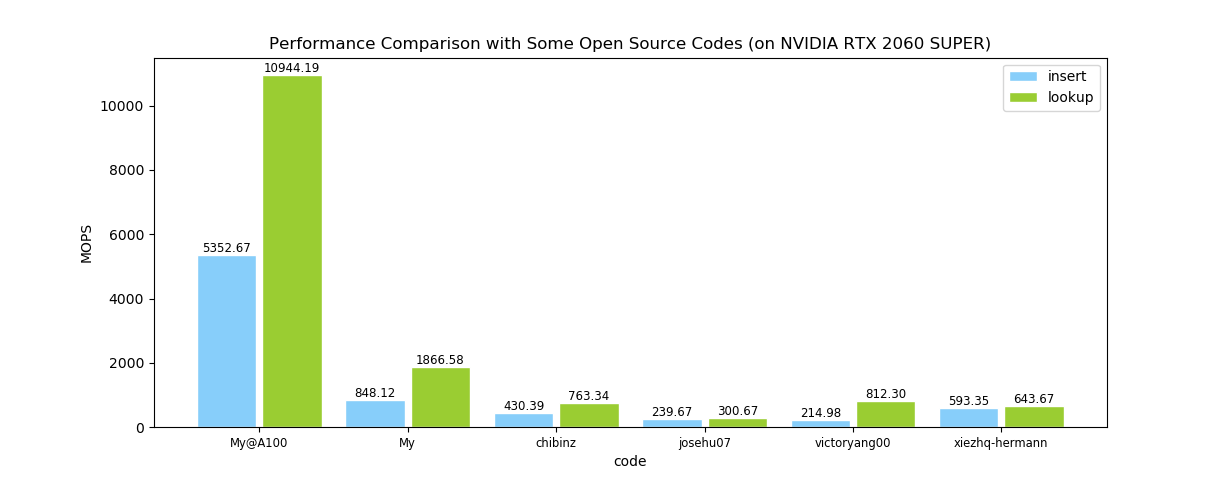 Performance Comparison with Some Open Source Codes (on NVIDIA RTX 2060 SUPER)
insert
lookup
MOPS
10000
8000
6000
4000
2000
0
5352.67
10944.19
848.12
1866.58
430.39
763.34
239.67
300.67
214.98
812.30
593.35
643.67
My@A100
My
chibinz
josehu07
victoryang00
xiezhq-hermann
code